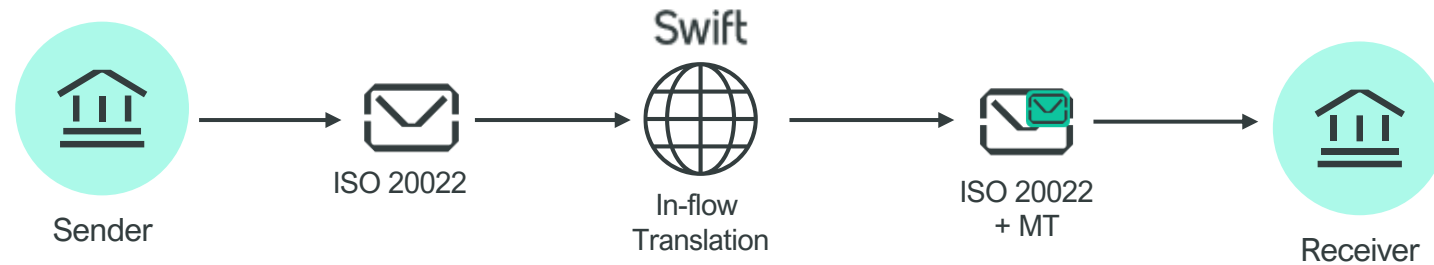 Swift
Sender
ISO 20022
In-flow
Translation
ISO 20022
+ MT
Receiver